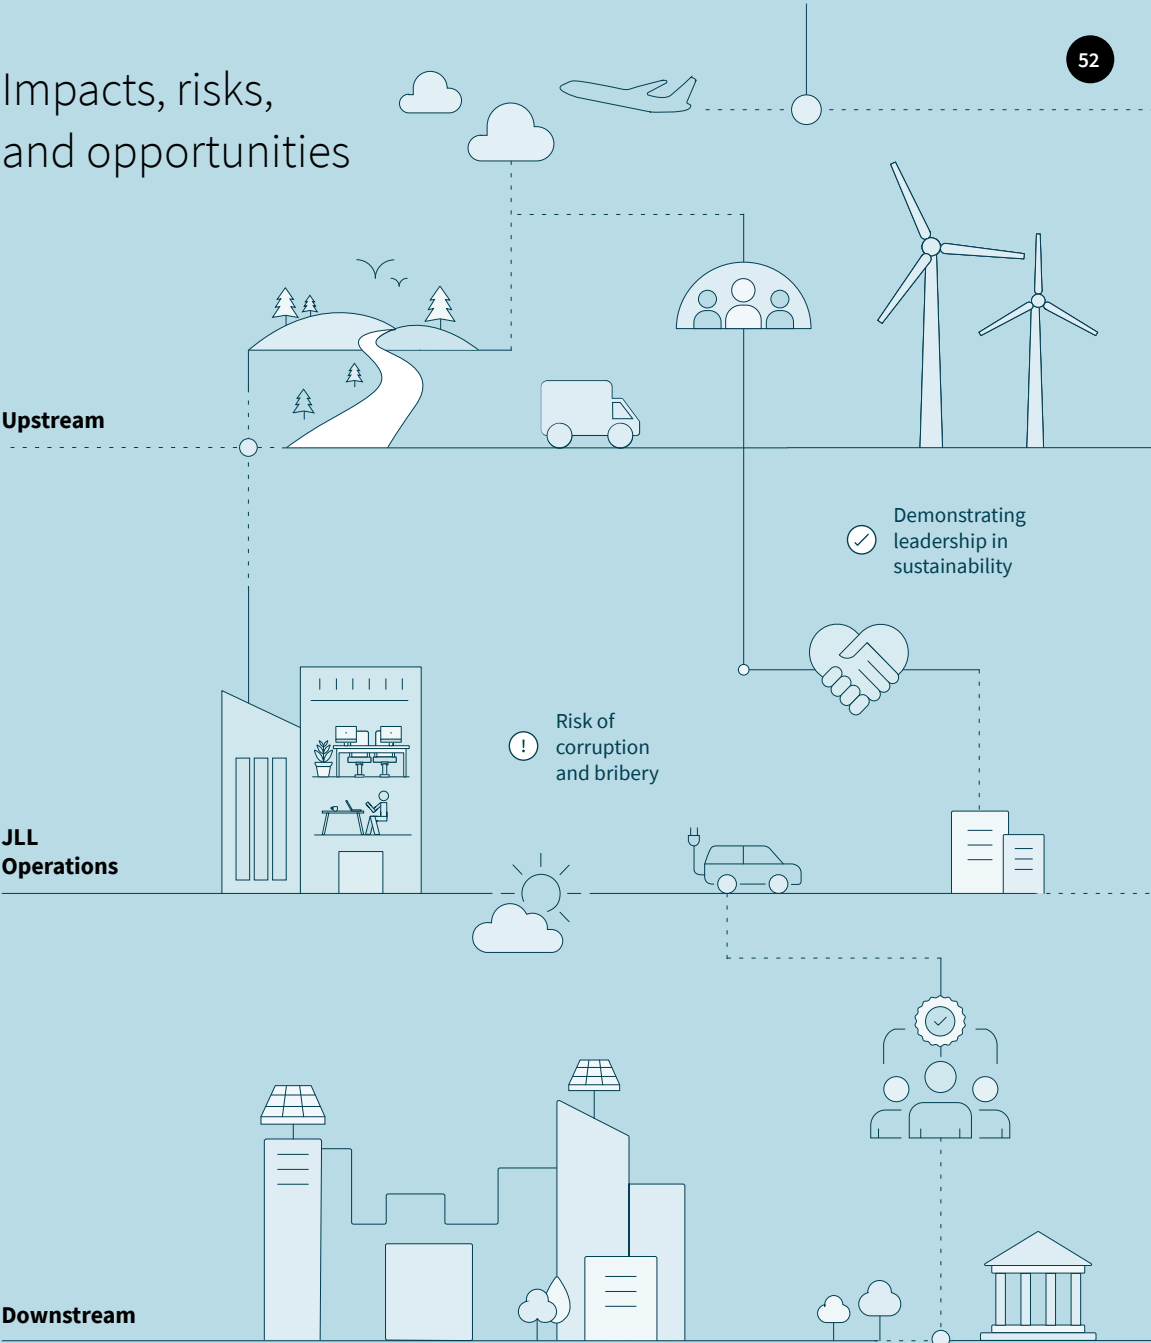 52
Impacts, risks,
and opportunities
Upstream
Demonstrating
leadership in
sustainability
Risk of
corruption
and bribery
!
JLL
Operations
Downstream